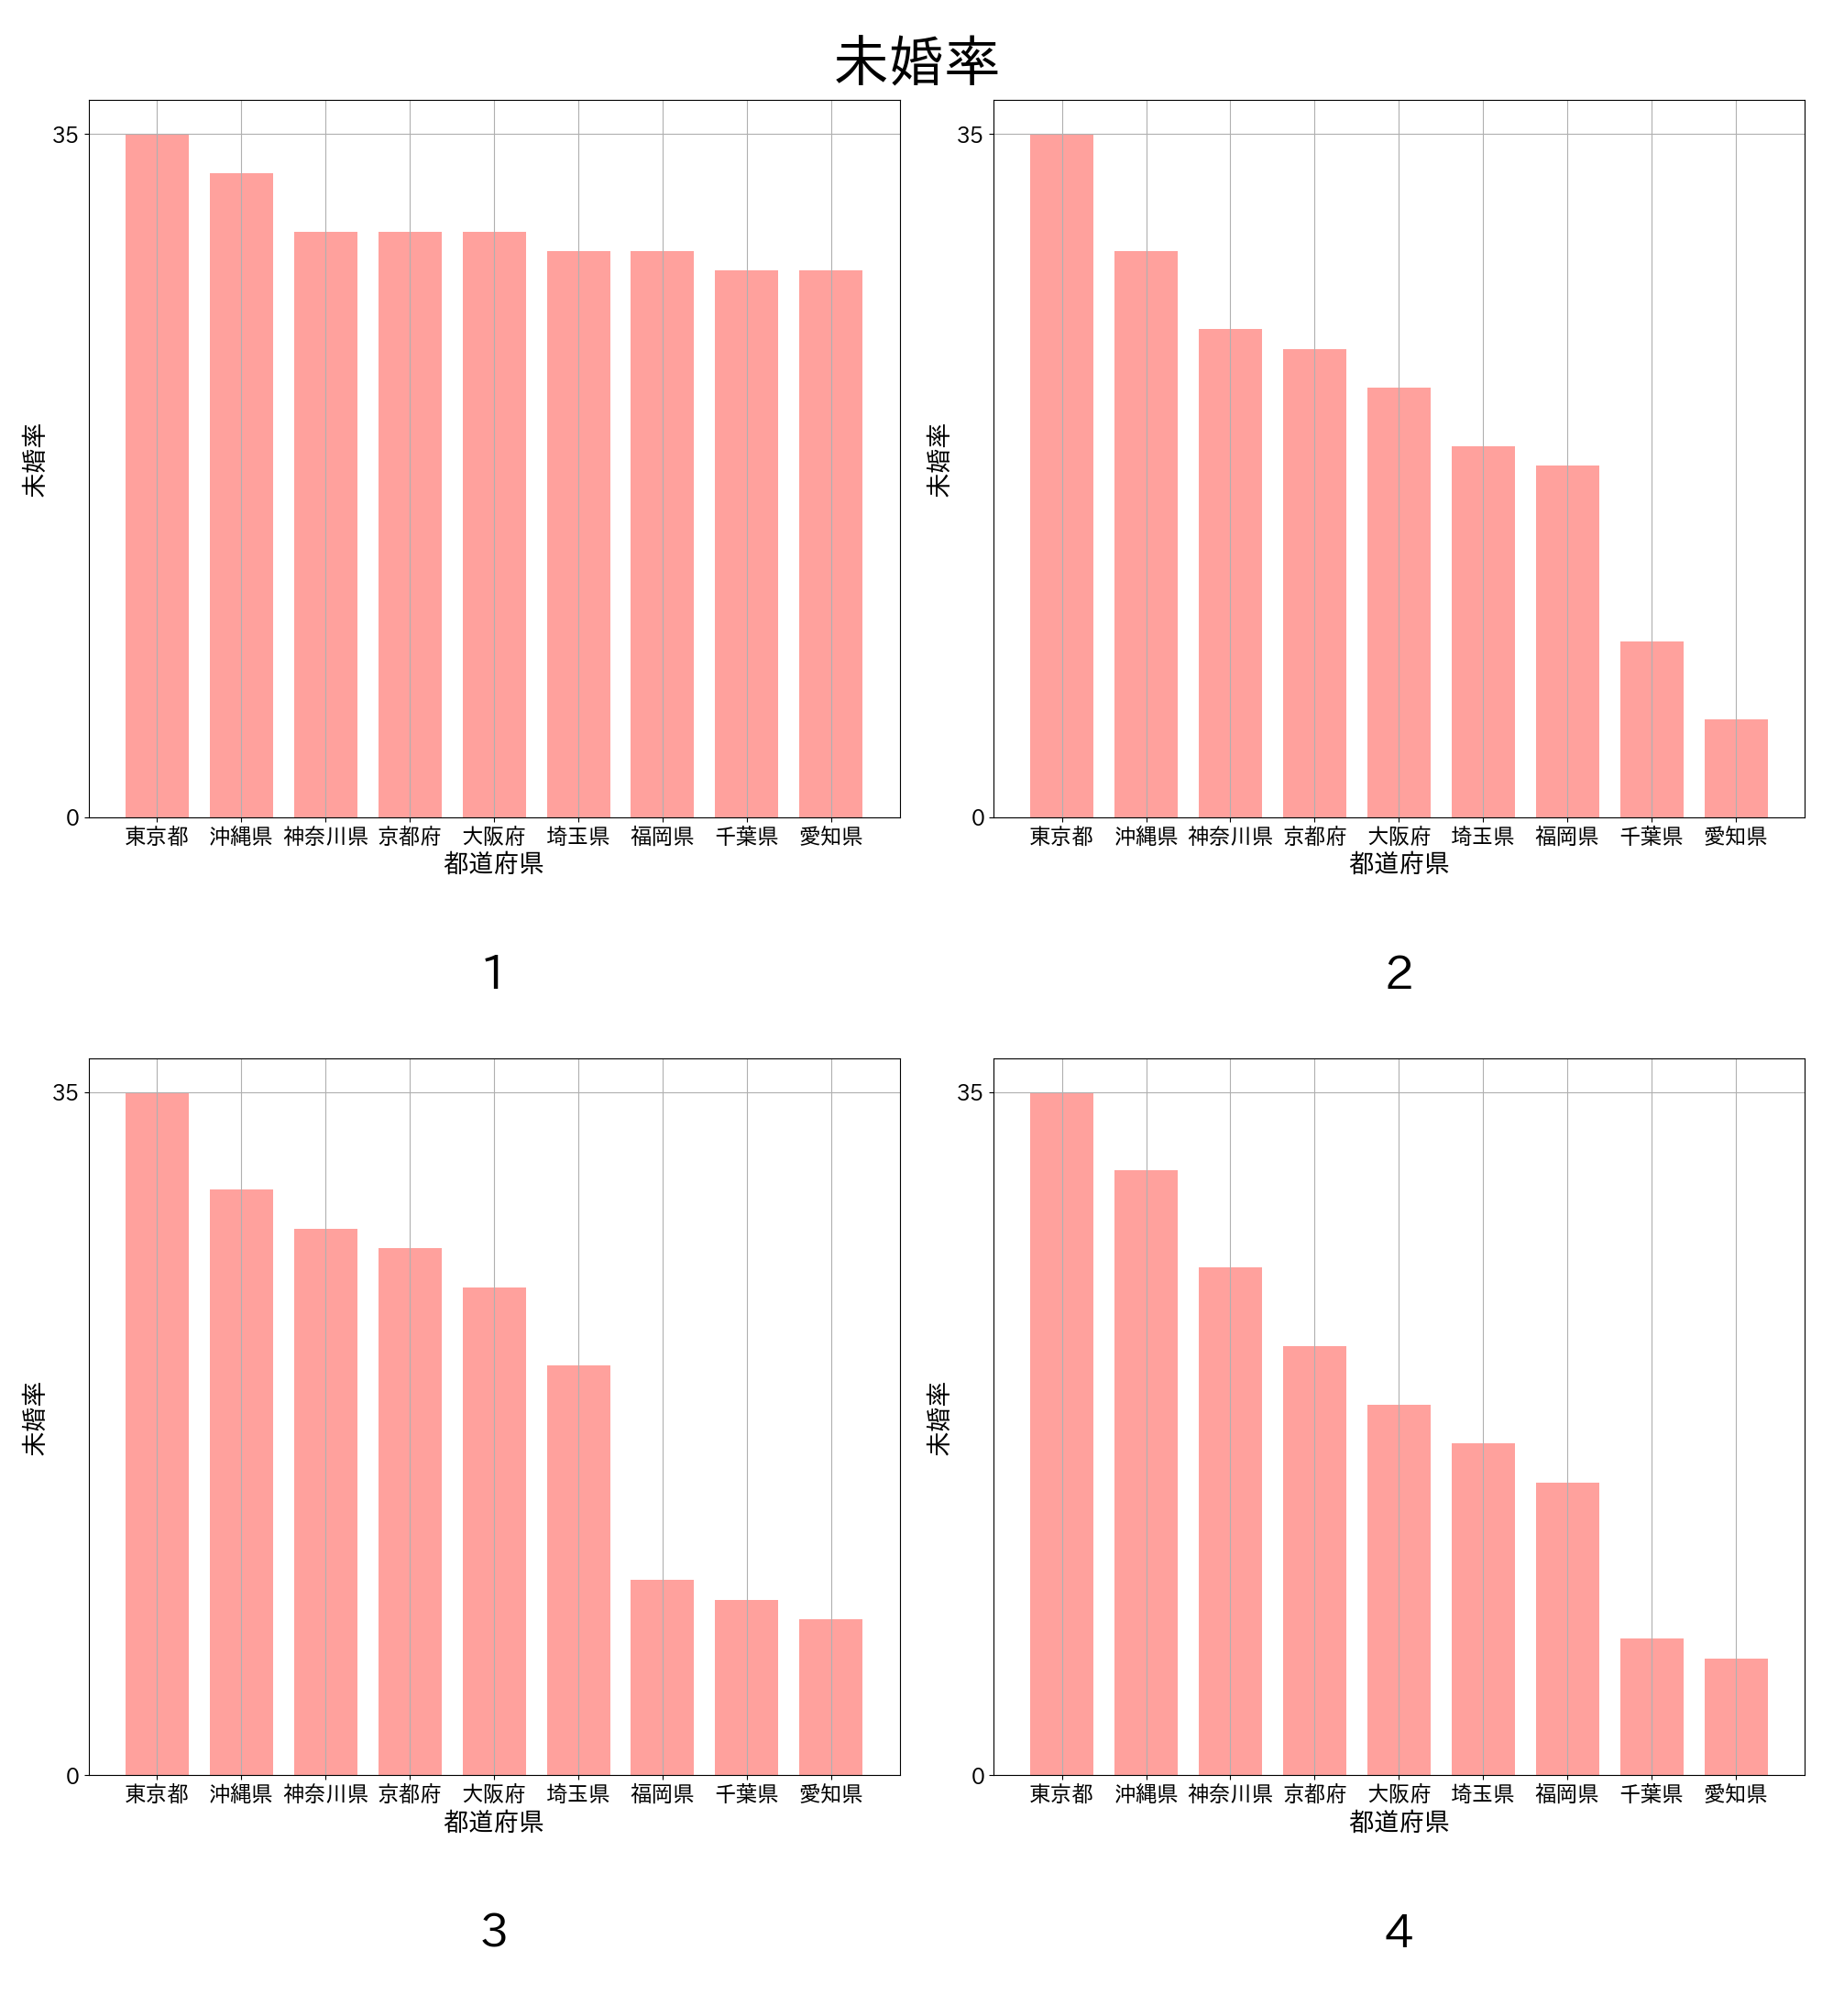 未婚率
35
0
未婚率
東京都 沖縄県 神奈川県 京都府 大阪府 埼玉県 福岡県 千葉県 愛知県
都道府県
1
35
0
未婚率
東京都 沖縄県 神奈川県 京都府 大阪府 埼玉県 福岡県 千葉県 愛知県
都道府県
2
35
0
未婚率
東京都 沖縄県 神奈川県 京都府 大阪府 埼玉県 福岡県 千葉県 愛知県
都道府県
3
35
0
未婚率
東京都 沖縄県 神奈川県 京都府 大阪府 埼玉県 福岡県 千葉県 愛知県
都道府県
4